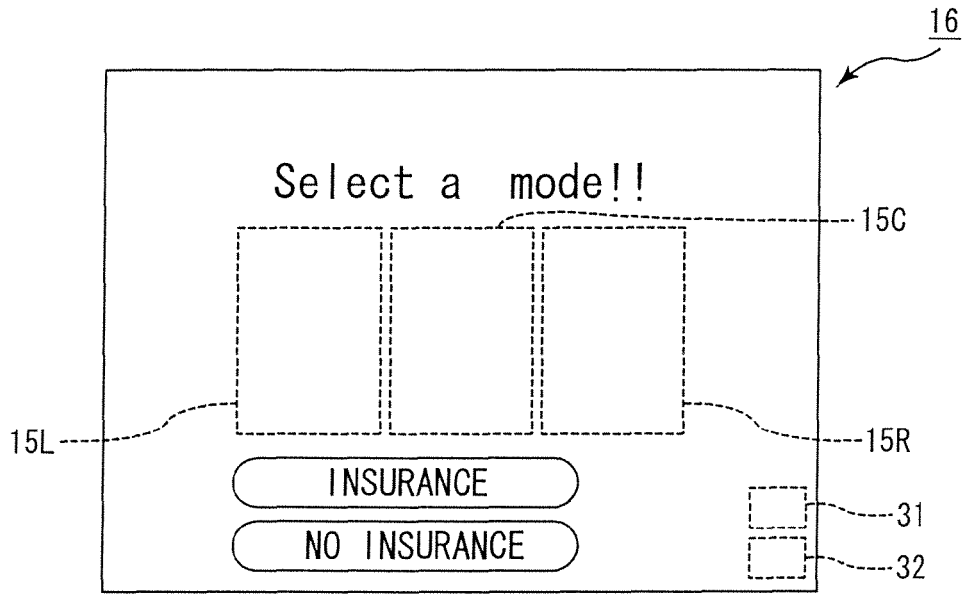 16
Select a mode!!
15C
15L
15R
INSURANCE
31
NO INSURANCE
32